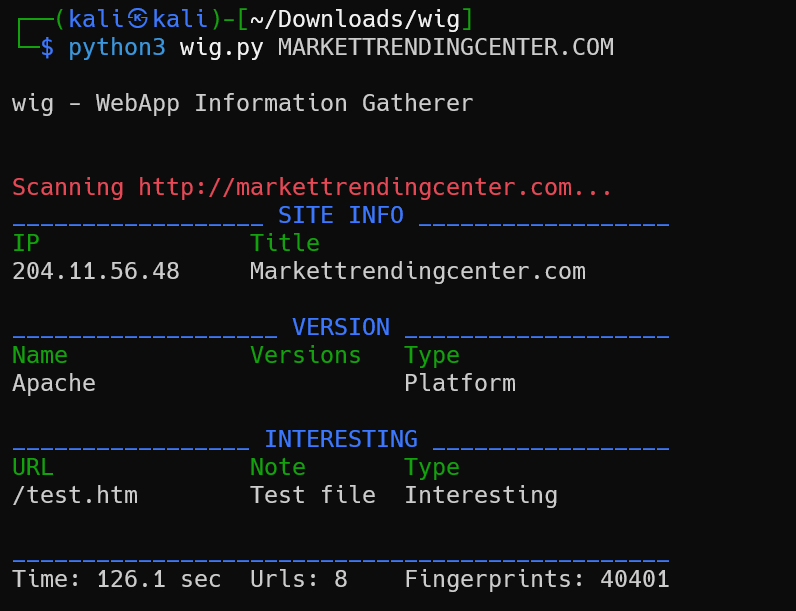 ┌──(kali㉿kali)-[~/Downloads/wig]
└─$ python3 wig.py MARKETTRENDINGCENTER.COM
wig - WebApp Information Gatherer
Scanning http://markettrendingcenter.com...
__________________ SITE INFO __________________
IP Title
204.11.56.48 Markettrendingcenter.com
___________________ VERSION ___________________
Name Versions Type
Apache Platform
_________________ INTERESTING _________________
URL Note Type
/test.htm Test file Interesting
_______________________________________________
Time: 126.1 sec Urls: 8 Fingerprints: 40401